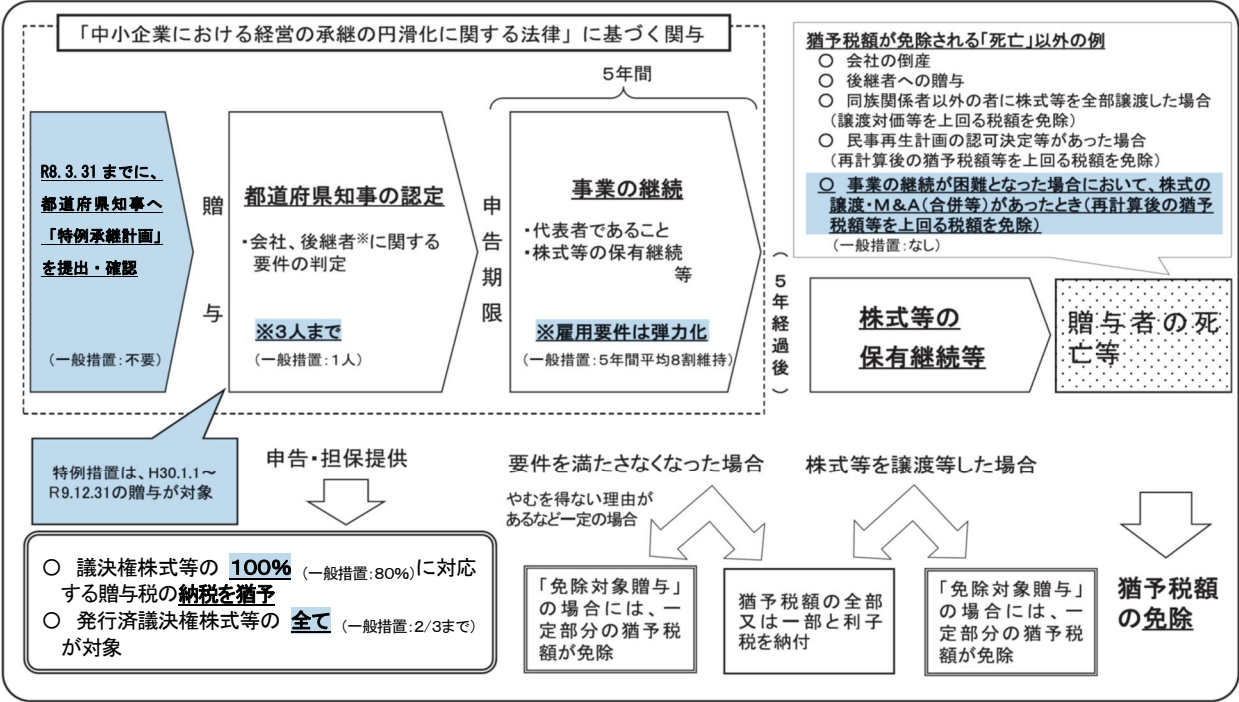 「中小企業における経営の承継の円滑化に関する法律」に基づく関与
5年間
R8.3.31 までに、
都道府県知事へ
「特例承継計画」
を提出・確認
(一般措置:不要)
贈与
都道府県知事の認定
・会社、後継者※に関する
要件の判定
※3人まで
(一般措置:1人)
申告期限
事業の継続
・代表者であること
・株式等の保有継続
等
※雇用要件は弾力化
(一般措置:5年間平均8割維持)
(5年経過後)
猶予税額が免除される「死亡」以外の例
○ 会社の倒産
○ 後継者への贈与
○ 同族関係者以外の者に株式等を全部譲渡した場合
(譲渡対価等を上回る税額を免除)
○ 民事再生計画の認可決定等があった場合
(再計算後の猶予税額等を上回る税額を免除)
○ 事業の継続が困難となった場合において、株式の
譲渡・M&A(合併等)があったとき(再計算後の猶予
税額等を上回る税額を免除)
(一般措置:なし)
株式等の
保有継続等
贈与者の死
亡等
特例措置は、H30.1.1~
R9.12.31の贈与が対象
申告・担保提供
○ 議決権株式等の 100% (一般措置:80%)に対応
する贈与税の納税を猶予
○ 発行済議決権株式等の 全て (一般措置:2/3まで)
が対象
要件を満たさなくなった場合
やむを得ない理由が
あるなど一定の場合
株式等を譲渡等した場合
「免除対象贈与」
の場合には、一
定部分の猶予税
額が免除
猶予税額の全部
又は一部と利子
税を納付
「免除対象贈与」
の場合には、一
定部分の猶予税
額が免除
猶予税額
の免除